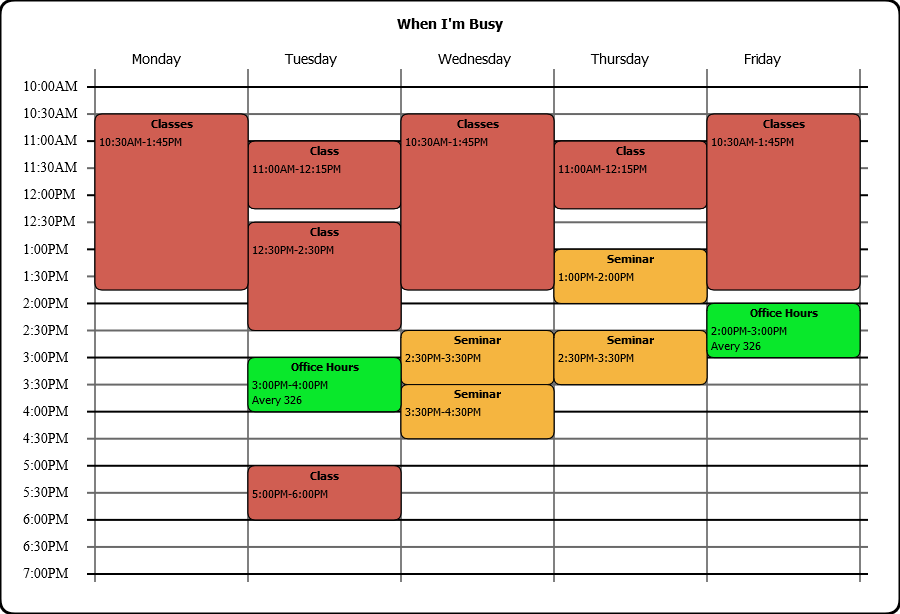 When I'm Busy
Monday Tuesday Wednesday Thursday Friday
10:00AM
10:30AM
Classes
10:30AM-1:45PM
Classes
10:30AM-1:45PM
Classes
10:30AM-1:45PM
11:00AM
Class
11:00AM-12:15PM
Class
11:00AM-12:15PM
11:30AM
12:00PM
12:30PM
Class
12:30PM-2:30PM
1:00PM
Seminar
1:00PM-2:00PM
1:30PM
2:00PM
Office Hours
2:00PM-3:00PM
Avery 326
2:30PM
Seminar
2:30PM-3:30PM
Seminar
2:30PM-3:30PM
3:00PM
Office Hours
3:00PM-4:00PM
Avery 326
3:30PM
Seminar
3:30PM-4:30PM
4:00PM
4:30PM
5:00PM
Class
5:00PM-6:00PM
5:30PM
6:00PM
6:30PM
7:00PM